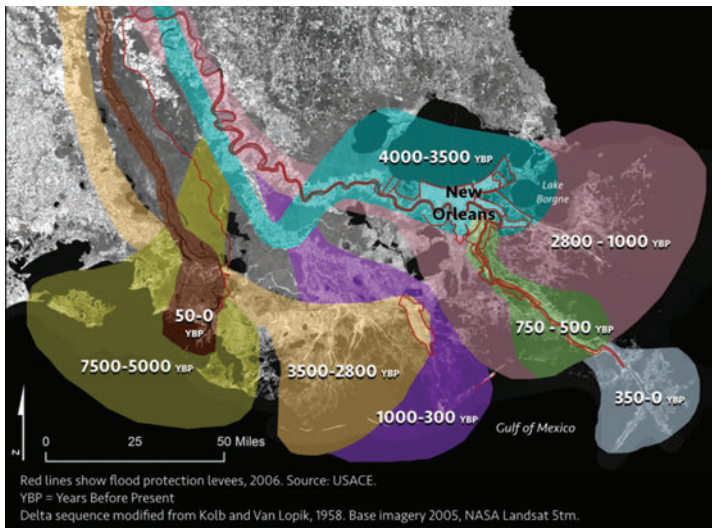 4000-3500 YBP
New
Orleans
Lake
Borgne
2800 - 1000 YBP
50-0
YBP
750 - 500 YBP
7500-5000 YBP
3500-2800 YBP
350-0 YBP
1000-300 YBP
Gulf of Mexico
N
0 25 50 Miles
Red lines show flood protection levees, 2006. Source: USACE.
YBP = Years Before Present
Delta sequence modified from Kolb and Van Lopik, 1958. Base imagery 2005, NASA Landsat 5tm.